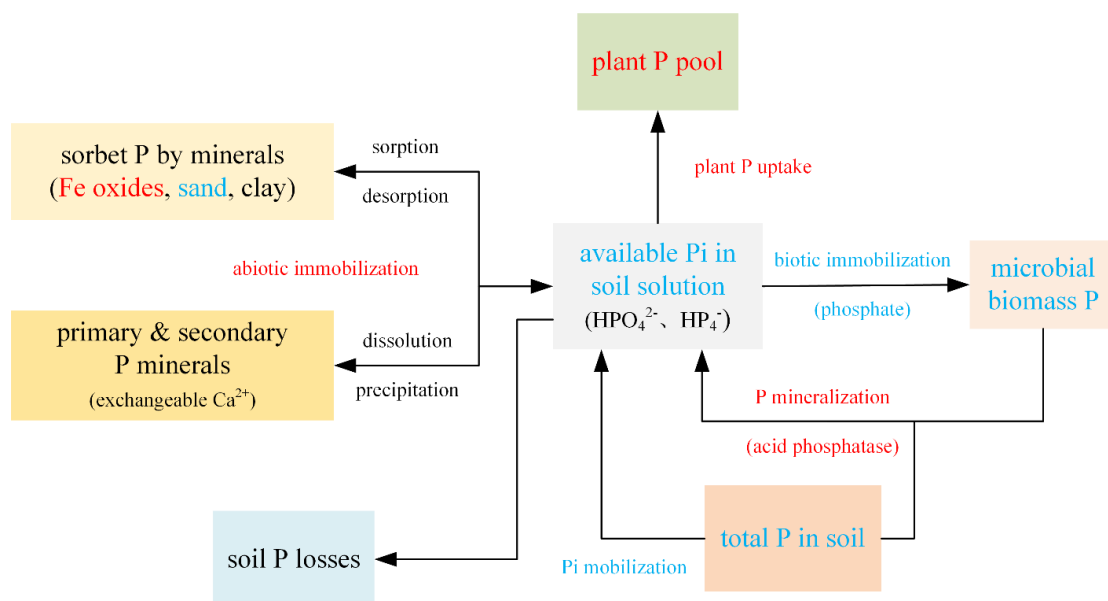 plant P pool
sorbet P by minerals
(Fe oxides, sand, clay)
sorption
desorption
plant P uptake
abiotic immobilization
available Pi in
soil solution
(HPO₄²⁻、HP₄⁻)
biotic immobilization
(phosphate)
microbial
biomass P
primary & secondary
P minerals
(exchangeable Ca²⁺)
dissolution
precipitation
P mineralization
(acid phosphatase)
soil P losses
Pi mobilization
total P in soil